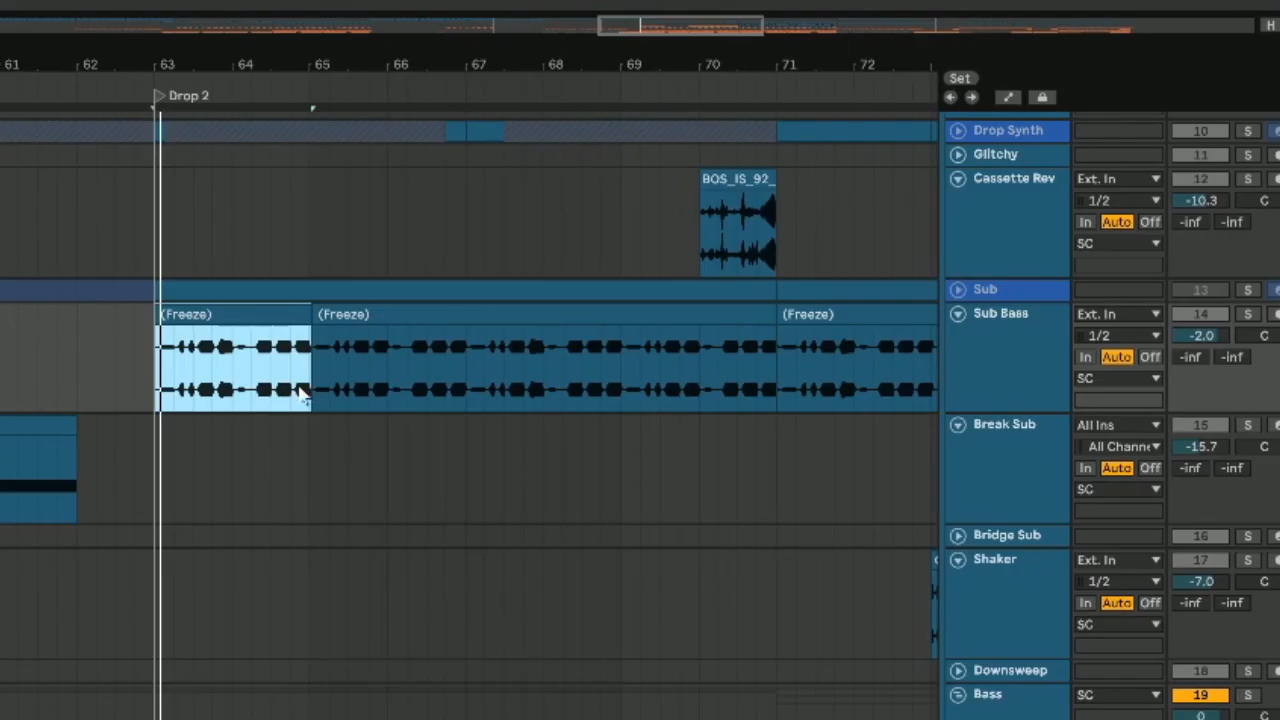 H
61 62 63 64 65 66 67 68 69 70 71 72
Set
Drop 2
Drop Synth 10 S
Glitchy 11 S
BOS_IS_92_
Cassette Rev Ext. In 12 S
1/2 -10.3 C
In Auto Off -inf -inf
SC
Sub 13 S
(Freeze) (Freeze) (Freeze)
Sub Bass Ext. In 14 S
1/2 -2.0 C
In Auto Off -inf -inf
SC
Break Sub All Ins 15 S
All Channe -15.7 C
In Auto Off -inf -inf
SC
Bridge Sub 16 S
Shaker Ext. In 17 S
1/2 -7.0 C
In Auto Off -inf -inf
SC
Downsweep 18 S
Bass SC 19 S
0 C